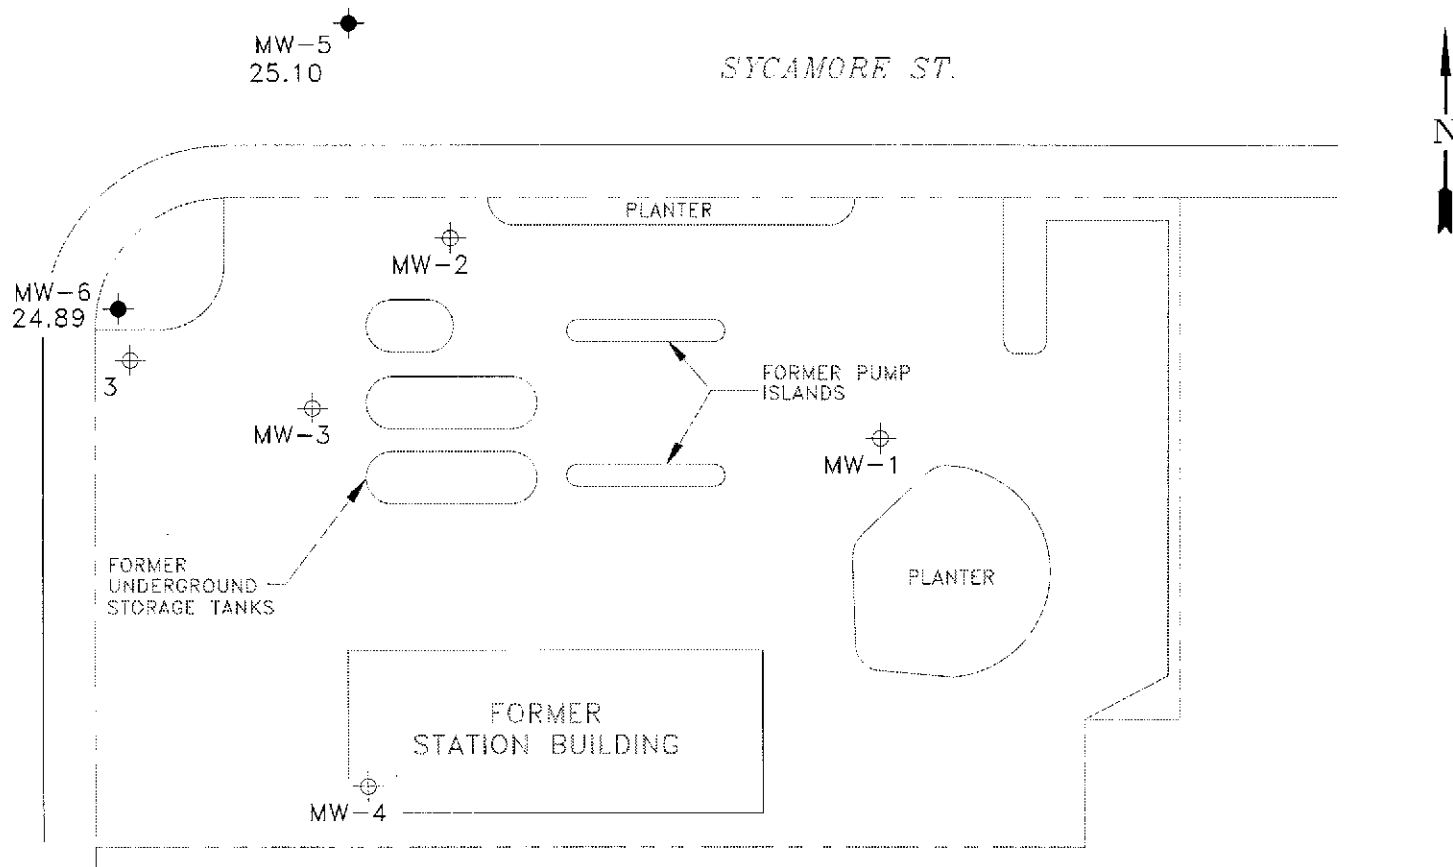 MW-5
25.10
SYCAMORE ST.
N
PLANTER
MW-2
MW-6
24.89
3
MW-3
FORMER PUMP
ISLANDS
MW-1
FORMER
UNDERGROUND
STORAGE TANKS
PLANTER
FORMER
STATION BUILDING
MW-4